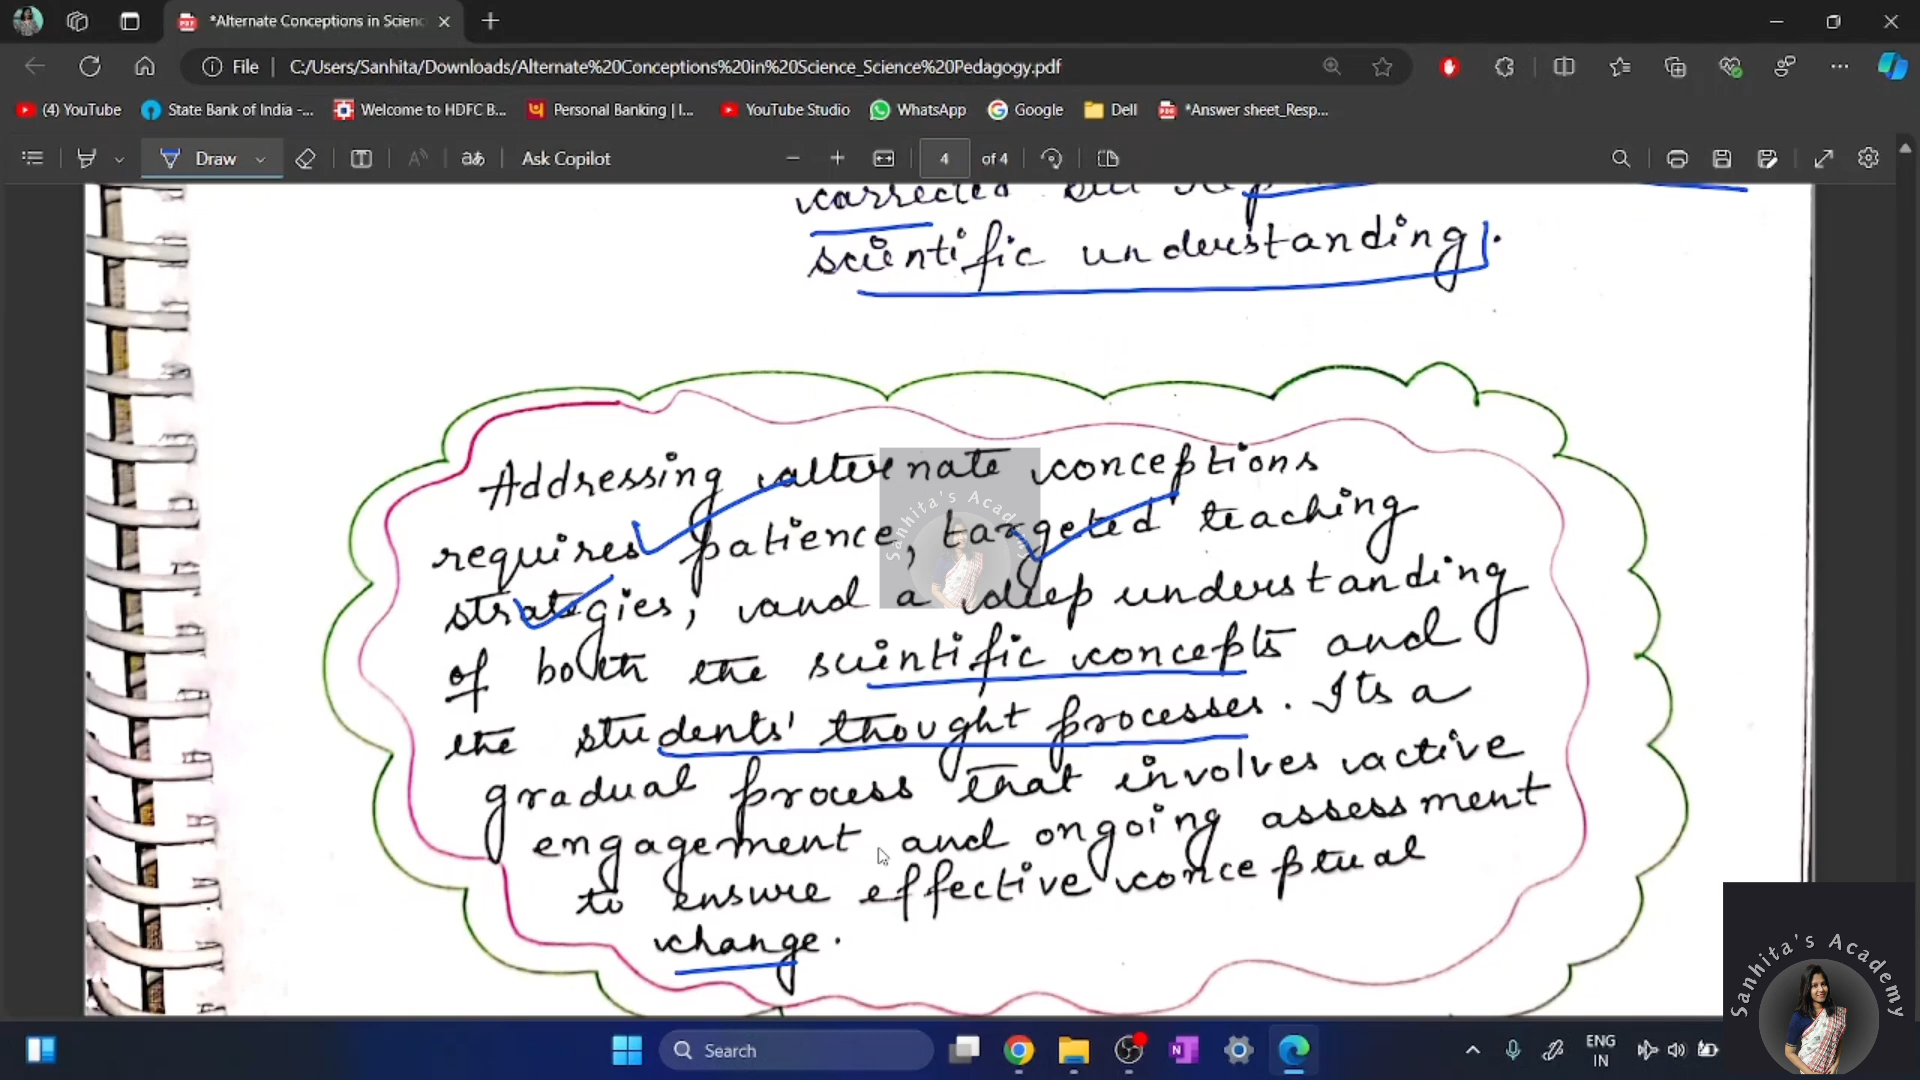 *Alternate Conceptions in Scienc
File
C:/Users/Sanhita/Downloads/Alternate%20Conceptions%20in%20Science_Science%20Pedagogy.pdf
(4) YouTube
State Bank of India -...
Welcome to HDFC B...
Personal Banking | I...
YouTube Studio
WhatsApp
Google
Dell
*Answer sheet_Resp...
Draw
Ask Copilot
4 of 4
scientific understanding.
Addressing alternate conceptions
requires patience, targeted teaching
strategies, and a deep understanding
of both the scientific concepts and
the students' thought processes. Its a
gradual process that involves active
engagement and ongoing assessment
to ensure effective conceptual
change.
Sanhita's Academy
Sanhita's Academy
Search
ENG
IN